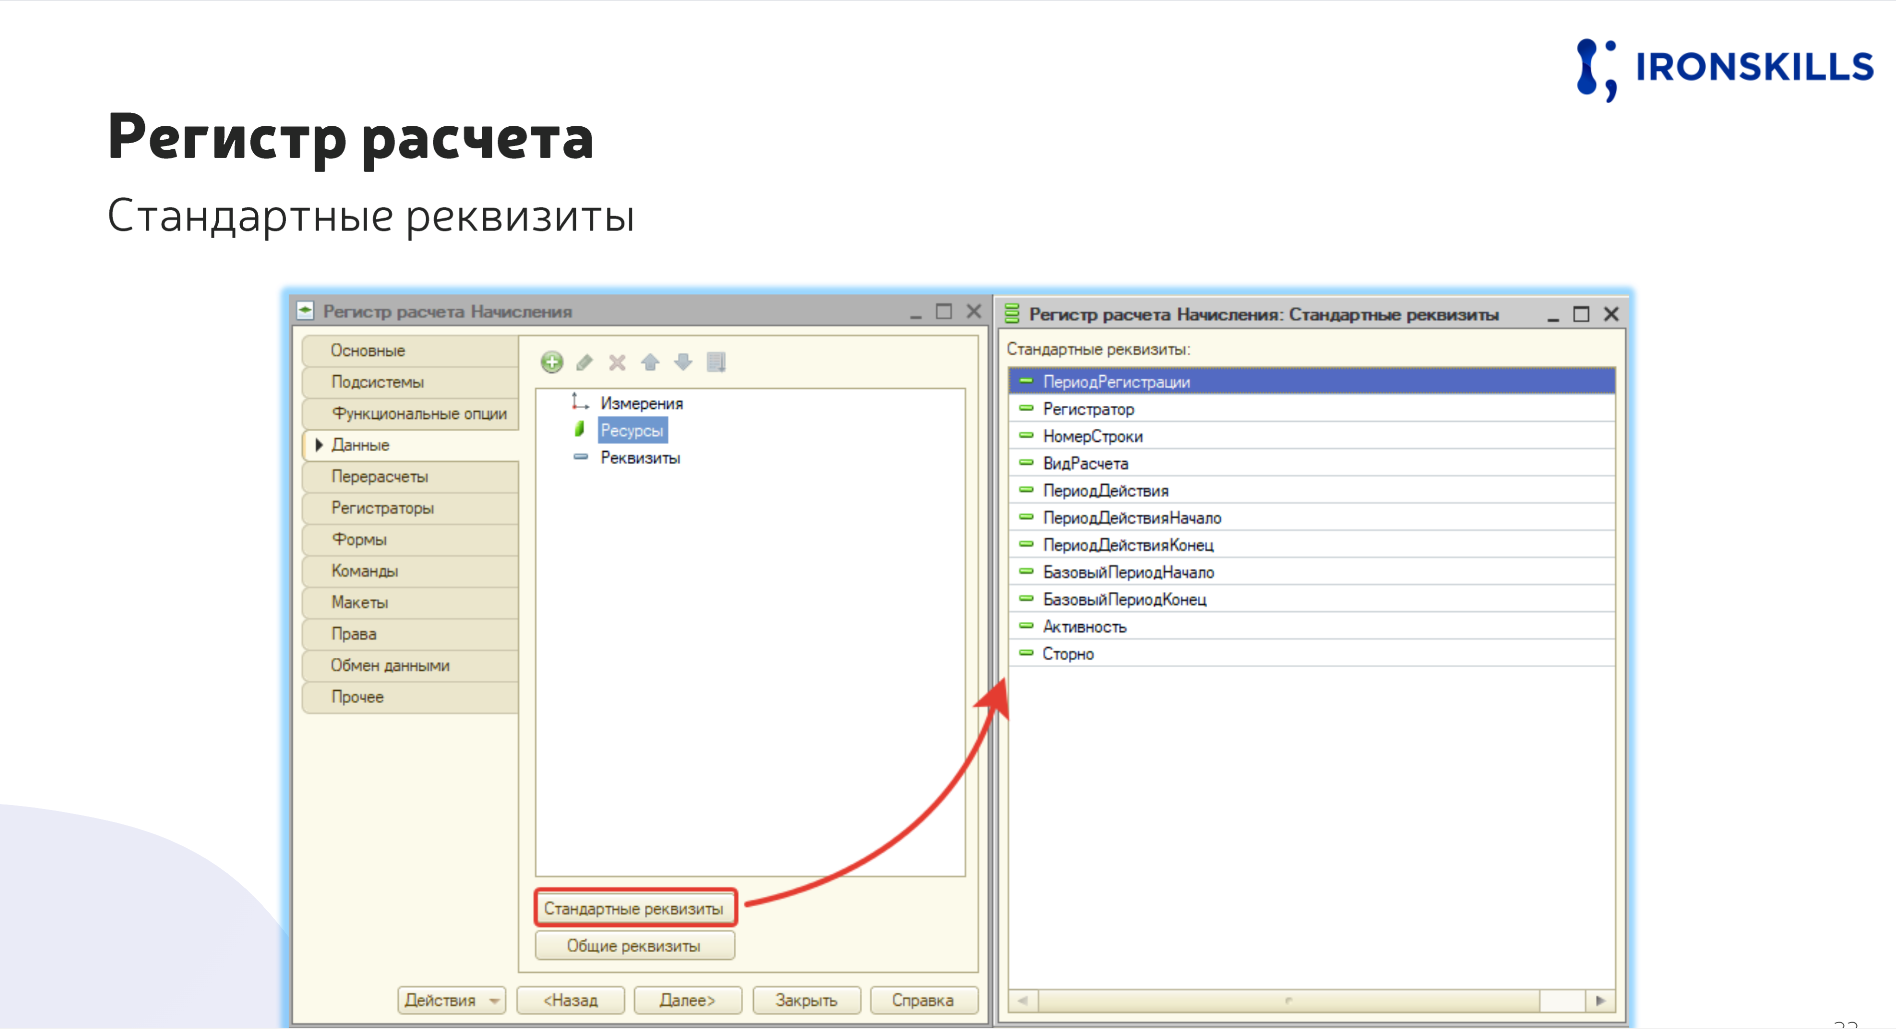 IRONSKILLS
Регистр расчета
Стандартные реквизиты
Регистр расчета Начисления
Основные
Подсистемы
Функциональные опции
Данные
Перерасчеты
Регистраторы
Формы
Команды
Макеты
Права
Обмен данными
Прочее
Измерения
Ресурсы
Реквизиты
Стандартные реквизиты
Общие реквизиты
Действия
<Назад
Далее>
Закрыть
Справка
Регистр расчета Начисления: Стандартные реквизиты
Стандартные реквизиты:
ПериодРегистрации
Регистратор
НомерСтроки
ВидРасчета
ПериодДействия
ПериодДействияНачало
ПериодДействияКонец
БазовыйПериодНачало
БазовыйПериодКонец
Активность
Сторно